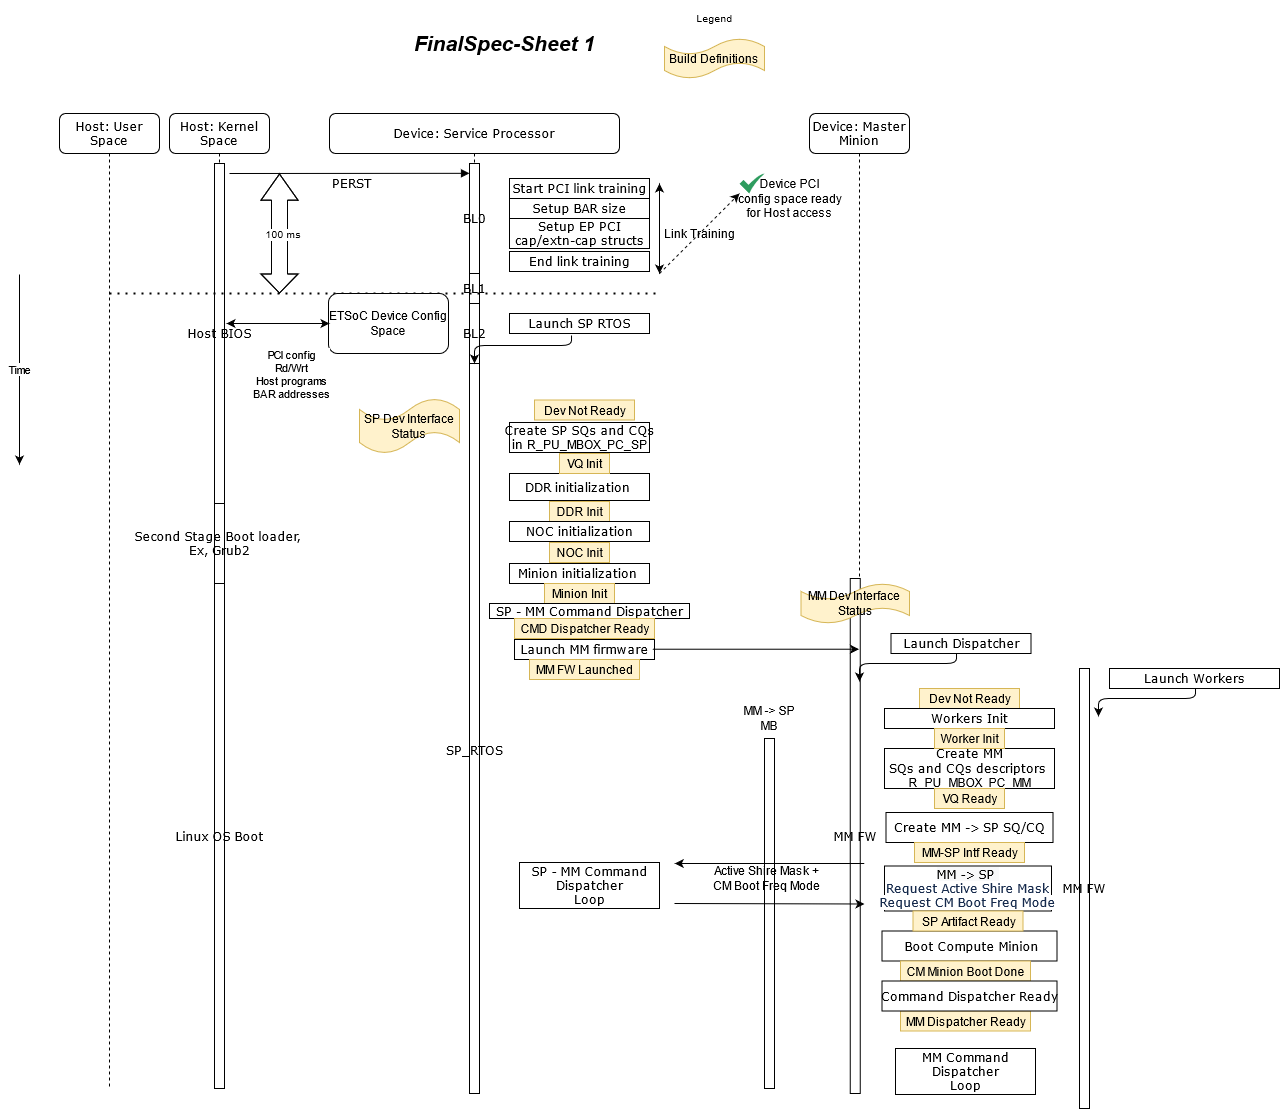 Legend
FinalSpec-Sheet 1
Build Definitions
Host: User
Space
Host: Kernel
Space
Device: Service Processor
Device: Master
Minion
PERST
100 ms
BL0
Start PCI link training
Setup BAR size
Setup EP PCI
cap/extn-cap structs
End link training
Link Training
Device PCI
config space ready
for Host access
BL1
ETSoC Device Config
Space
Host BIOS
BL2
Launch SP RTOS
PCI config
Rd/Wrt
Host programs
BAR addresses
Time
SP Dev Interface
Status
Dev Not Ready
Create SP SQs and CQs
in R_PU_MBOX_PC_SP
VQ Init
DDR initialization
DDR Init
NOC initialization
NOC Init
Minion initialization
Minion Init
SP - MM Command Dispatcher
CMD Dispatcher Ready
Launch MM firmware
MM FW Launched
Second Stage Boot loader,
Ex, Grub2
MM Dev Interface
Status
Launch Dispatcher
Launch Workers
Dev Not Ready
Workers Init
Worker Init
Create MM
SQs and CQs descriptors
R_PU_MBOX_PC_MM
VQ Ready
MM -> SP
MB
SP_RTOS
Linux OS Boot
MM FW
Create MM -> SP SQ/CQ
MM-SP Intf Ready
SP - MM Command
Dispatcher
Loop
Active Shire Mask +
CM Boot Freq Mode
MM -> SP
Request Active Shire Mask
Request CM Boot Freq Mode
MM FW
SP Artifact Ready
Boot Compute Minion
CM Minion Boot Done
Command Dispatcher Ready
MM Dispatcher Ready
MM Command
Dispatcher
Loop